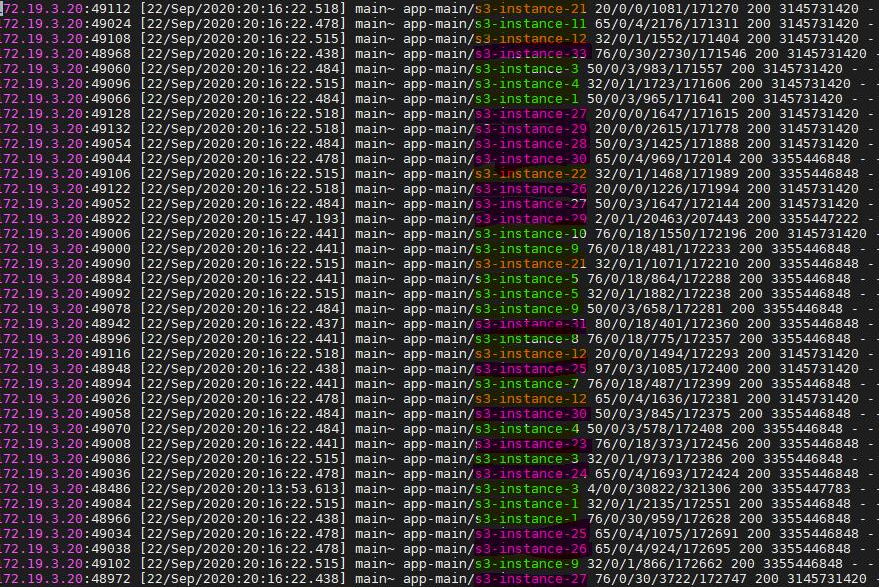 172.19.3.20:49112 [22/Sep/2020:20:16:22.518] main~ app-main/s3-instance-21 20/0/0/1081/171270 200 3145731420 - -
172.19.3.20:49024 [22/Sep/2020:20:16:22.478] main~ app-main/s3-instance-11 65/0/4/2176/171311 200 3145731420 - -
172.19.3.20:49108 [22/Sep/2020:20:16:22.515] main~ app-main/s3-instance-12 32/0/1/1552/171404 200 3145731420 - -
172.19.3.20:48968 [22/Sep/2020:20:16:22.438] main~ app-main/s3-instance-33 76/0/30/2730/171546 200 3145731420 -
172.19.3.20:49060 [22/Sep/2020:20:16:22.484] main~ app-main/s3-instance-3 50/0/3/983/171557 200 3145731420 - -
172.19.3.20:49096 [22/Sep/2020:20:16:22.515] main~ app-main/s3-instance-4 32/0/1/1723/171606 200 3145731420 - -
172.19.3.20:49066 [22/Sep/2020:20:16:22.484] main~ app-main/s3-instance-1 50/0/3/965/171641 200 3145731420 - -
172.19.3.20:49128 [22/Sep/2020:20:16:22.518] main~ app-main/s3-instance-27 20/0/0/1647/171615 200 3145731420 - -
172.19.3.20:49132 [22/Sep/2020:20:16:22.518] main~ app-main/s3-instance-29 20/0/0/2615/171778 200 3145731420 - -
172.19.3.20:49054 [22/Sep/2020:20:16:22.484] main~ app-main/s3-instance-28 50/0/3/1425/171888 200 3145731420 - -
172.19.3.20:49044 [22/Sep/2020:20:16:22.478] main~ app-main/s3-instance-30 65/0/4/969/172014 200 3355446848 - -
172.19.3.20:49106 [22/Sep/2020:20:16:22.515] main~ app-main/s3-instance-22 32/0/1/1468/171989 200 3355446848 - -
172.19.3.20:49122 [22/Sep/2020:20:16:22.518] main~ app-main/s3-instance-26 20/0/0/1226/171994 200 3355446848 - -
172.19.3.20:49052 [22/Sep/2020:20:16:22.484] main~ app-main/s3-instance-27 50/0/3/1647/172144 200 3355446848 - -
172.19.3.20:48922 [22/Sep/2020:20:15:47.193] main~ app-main/s3-instance-29 2/0/1/20463/207443 200 3355447222 - -
172.19.3.20:49006 [22/Sep/2020:20:16:22.441] main~ app-main/s3-instance-10 76/0/18/1550/172196 200 3145731420 -
172.19.3.20:49000 [22/Sep/2020:20:16:22.441] main~ app-main/s3-instance-9 76/0/18/481/172233 200 3355446848 - -
172.19.3.20:49090 [22/Sep/2020:20:16:22.515] main~ app-main/s3-instance-21 32/0/1/1071/172210 200 3355446848 - -
172.19.3.20:48984 [22/Sep/2020:20:16:22.441] main~ app-main/s3-instance-5 76/0/18/864/172288 200 3355446848 - -
172.19.3.20:49092 [22/Sep/2020:20:16:22.515] main~ app-main/s3-instance-5 32/0/1/1882/172238 200 3355446848 - -
172.19.3.20:49078 [22/Sep/2020:20:16:22.484] main~ app-main/s3-instance-9 50/0/3/658/172281 200 3355446848 - -
172.19.3.20:48942 [22/Sep/2020:20:16:22.437] main~ app-main/s3-instance-31 80/0/18/401/172360 200 3355446848 - -
172.19.3.20:48996 [22/Sep/2020:20:16:22.441] main~ app-main/s3-instance-8 76/0/18/775/172357 200 3355446848 - -
172.19.3.20:49116 [22/Sep/2020:20:16:22.518] main~ app-main/s3-instance-12 20/0/0/1494/172293 200 3145731420 - -
172.19.3.20:48948 [22/Sep/2020:20:16:22.438] main~ app-main/s3-instance-25 97/0/3/1085/172400 200 3355446848 - -
172.19.3.20:48994 [22/Sep/2020:20:16:22.441] main~ app-main/s3-instance-7 76/0/18/487/172399 200 3355446848 - -
172.19.3.20:49026 [22/Sep/2020:20:16:22.478] main~ app-main/s3-instance-12 65/0/4/1636/172381 200 3355446848 - -
172.19.3.20:49058 [22/Sep/2020:20:16:22.484] main~ app-main/s3-instance-30 50/0/3/845/172375 200 3355446848 - -
172.19.3.20:49070 [22/Sep/2020:20:16:22.484] main~ app-main/s3-instance-4 50/0/3/578/172408 200 3355446848 - -
172.19.3.20:49008 [22/Sep/2020:20:16:22.441] main~ app-main/s3-instance-23 76/0/18/373/172456 200 3355446848 - -
172.19.3.20:49086 [22/Sep/2020:20:16:22.515] main~ app-main/s3-instance-3 32/0/1/973/172386 200 3355446848 - -
172.19.3.20:49036 [22/Sep/2020:20:16:22.478] main~ app-main/s3-instance-24 65/0/4/1693/172424 200 3355446848 - -
172.19.3.20:48486 [22/Sep/2020:20:13:53.613] main~ app-main/s3-instance-3 4/0/0/30822/321306 200 3355447783 - -
172.19.3.20:49084 [22/Sep/2020:20:16:22.515] main~ app-main/s3-instance-1 32/0/1/2135/172551 200 3355446848 - -
172.19.3.20:48966 [22/Sep/2020:20:16:22.438] main~ app-main/s3-instance-1 76/0/30/959/172628 200 3355446848 - -
172.19.3.20:49034 [22/Sep/2020:20:16:22.478] main~ app-main/s3-instance-25 65/0/4/1075/172691 200 3355446848 - -
172.19.3.20:49038 [22/Sep/2020:20:16:22.478] main~ app-main/s3-instance-26 65/0/4/924/172695 200 3355446848 - -
172.19.3.20:49102 [22/Sep/2020:20:16:22.515] main~ app-main/s3-instance-9 32/0/1/866/172662 200 3355446848 - -
172.19.3.20:48972 [22/Sep/2020:20:16:22.438] main~ app-main/s3-instance-27 76/0/30/3722/172747 200 3355446848 -